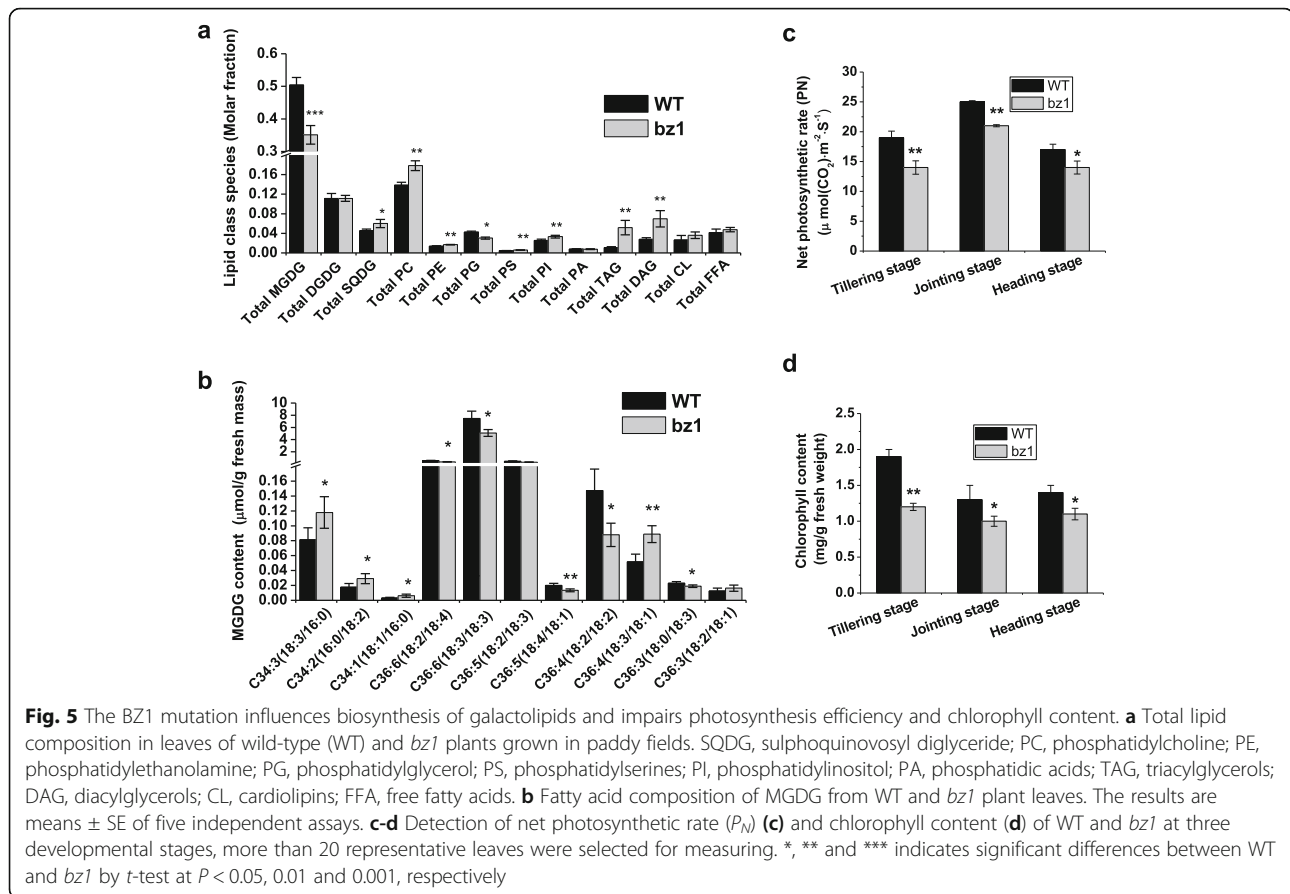 a
Lipid class species (Molar fraction)
0.6
0.5
0.4
0.3
0.16
0.12
0.08
0.04
0.00
***
*
**
**
*
**
**
**
**
WT
bz1
Total MGDG
Total DGDG
Total SQDG
Total PC
Total PE
Total PG
Total PS
Total PI
Total PA
Total TAG
Total DAG
Total CL
Total FFA
b
MGDG content (μmol/g fresh mass)
10
8
6
4
2
0.16
0.14
0.12
0.10
0.08
0.06
0.04
0.02
0.00
*
*
*
*
*
**
*
**
*
WT
bz1
C34:3(18:3/16:0)
C34:2(16:0/18:2)
C34:1(18:1/16:0)
C36:6(18:2/18:4)
C36:6(18:3/18:3)
C36:5(18:2/18:3)
C36:5(18:4/18:1)
C36:4(18:2/18:2)
C36:4(18:3/18:1)
C36:3(18:0/18:3)
C36:3(18:2/18:1)
c
Net photosynthetic rate (PN)
(μ mol(CO₂)·m⁻²·S⁻¹)
30
25
20
15
10
5
0
WT
bz1
**
**
*
Tillering stage
Jointing stage
Heading stage
d
Chlorophyll content
(mg/g fresh weight)
2.5
2.0
1.5
1.0
0.5
0.0
WT
bz1
**
*
*
Tillering stage
Jointing stage
Heading stage
Fig. 5 The BZ1 mutation influences biosynthesis of galactolipids and impairs photosynthesis efficiency and chlorophyll content. a Total lipid
composition in leaves of wild-type (WT) and bz1 plants grown in paddy fields. SQDG, sulphoquinovosyl diglyceride; PC, phosphatidylcholine; PE,
phosphatidylethanolamine; PG, phosphatidylglycerol; PS, phosphatidylserines; PI, phosphatidylinositol; PA, phosphatidic acids; TAG, triacylglycerols;
DAG, diacylglycerols; CL, cardiolipins; FFA, free fatty acids. b Fatty acid composition of MGDG from WT and bz1 plant leaves. The results are
means ± SE of five independent assays. c-d Detection of net photosynthetic rate (PN) (c) and chlorophyll content (d) of WT and bz1 at three
developmental stages, more than 20 representative leaves were selected for measuring. *, ** and *** indicates significant differences between WT
and bz1 by t-test at P < 0.05, 0.01 and 0.001, respectively